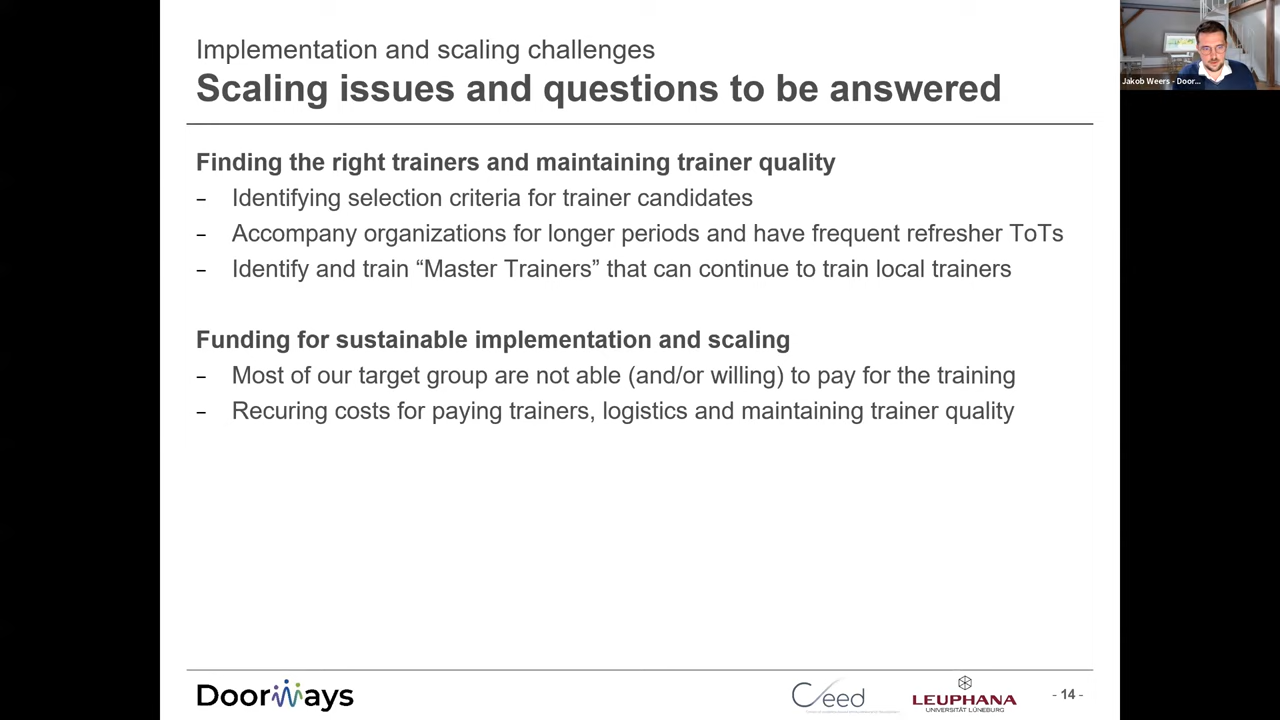 Implementation and scaling challenges
Scaling issues and questions to be answered
Jakob Weers - Door...
Finding the right trainers and maintaining trainer quality
– Identifying selection criteria for trainer candidates
– Accompany organizations for longer periods and have frequent refresher ToTs
– Identify and train “Master Trainers” that can continue to train local trainers
Funding for sustainable implementation and scaling
– Most of our target group are not able (and/or willing) to pay for the training
– Recuring costs for paying trainers, logistics and maintaining trainer quality
DoorWays
Ceed
LEUPHANA
UNIVERSITÄT LÜNEBURG
- 14 -